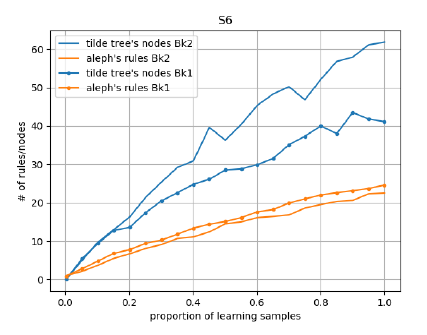 S6
tilde tree's nodes Bk2
aleph's rules Bk2
tilde tree's nodes Bk1
aleph's rules Bk1
# of rules/nodes
60
50
40
30
20
10
0
0.0 0.2 0.4 0.6 0.8 1.0
proportion of learning samples